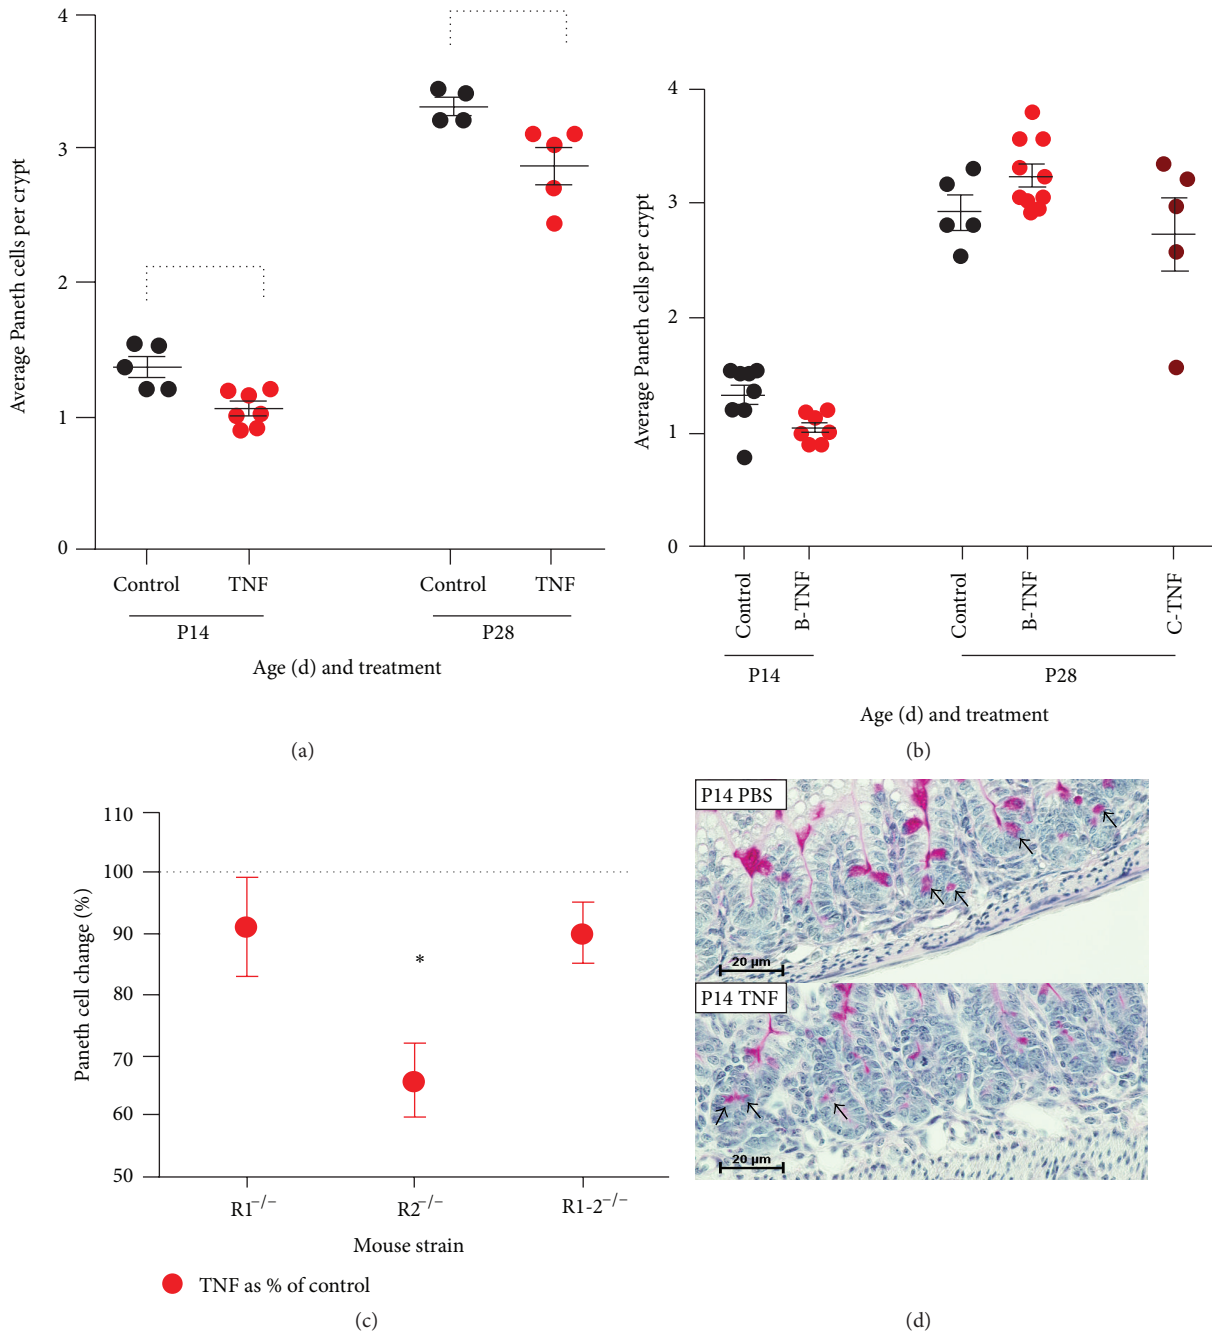 4
3
2
1
0
Average Paneth cells per crypt
Control
TNF
Control
TNF
P14
P28
Age (d) and treatment
(a)
4
3
2
1
0
Average Paneth cells per crypt
Control
B-TNF
Control
B-TNF
C-TNF
P14
P28
Age (d) and treatment
(b)
110
100
90
80
70
60
50
Paneth cell change (%)
*
R1−/−
R2−/−
R1-2−/−
Mouse strain
TNF as % of control
(c)
P14 PBS
20 µm
P14 TNF
20 µm
(d)